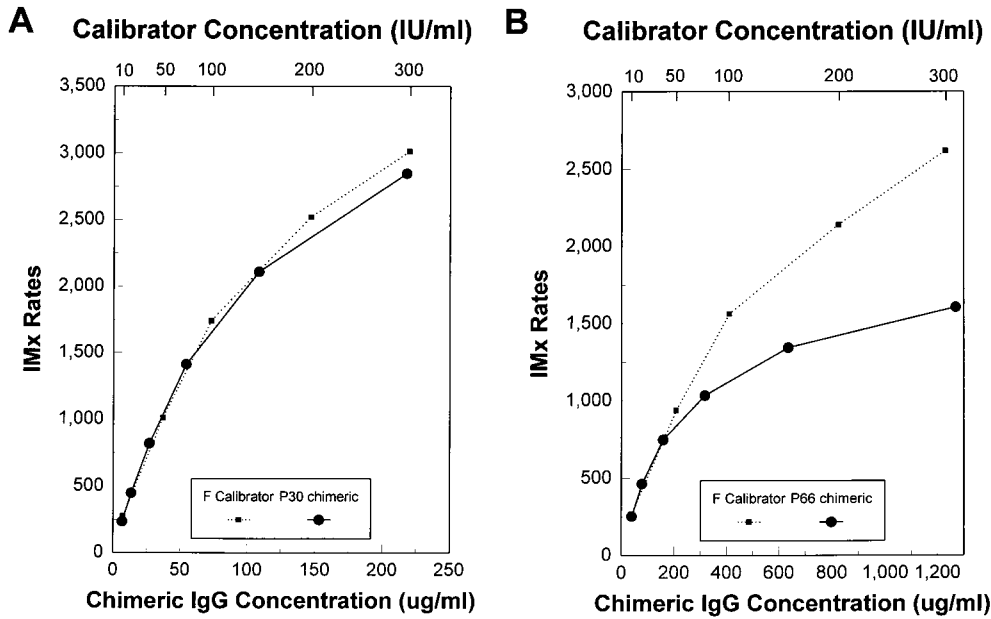 A
Calibrator Concentration (IU/ml)
10 50 100 200 300
3,500
3,000
2,500
2,000
1,500
1,000
500
0
IMx Rates
F Calibrator P30 chimeric
0 50 100 150 200 250
Chimeric IgG Concentration (ug/ml)
B
Calibrator Concentration (IU/ml)
10 50 100 200 300
3,000
2,500
2,000
1,500
1,000
500
0
IMx Rates
F Calibrator P66 chimeric
0 200 400 600 800 1,000 1,200
Chimeric IgG Concentration (ug/ml)